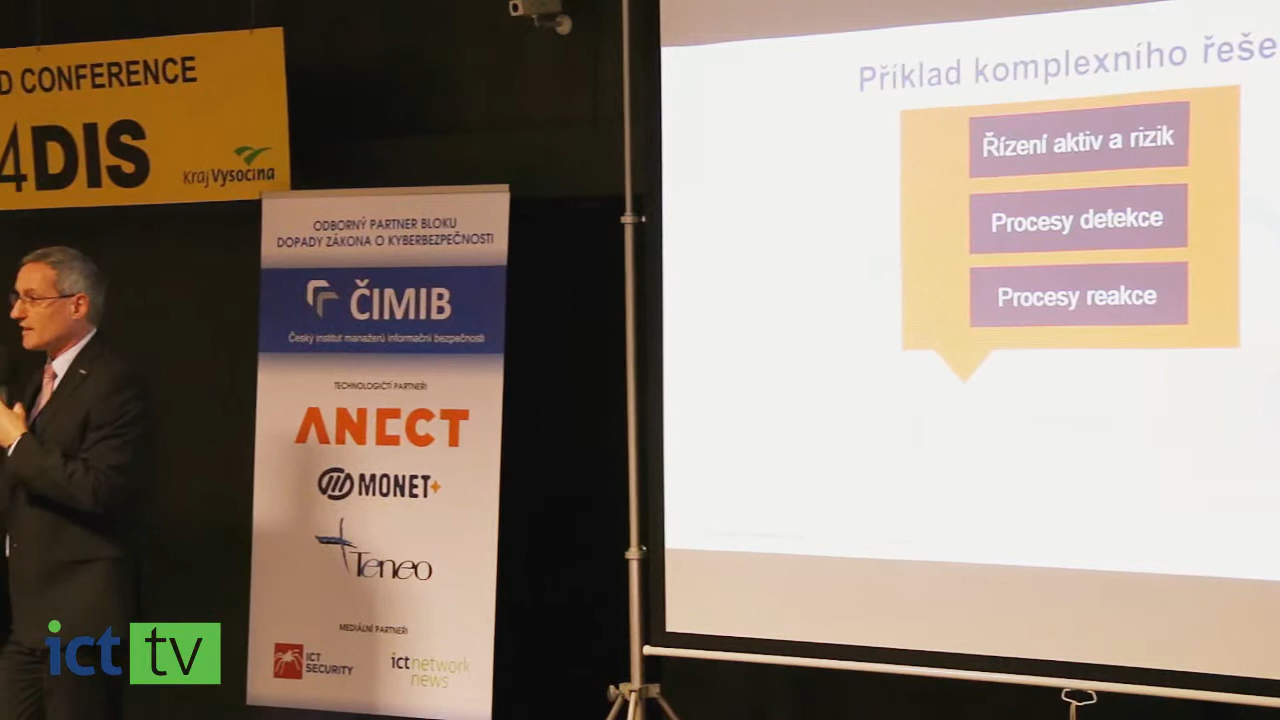 D CONFERENCE
4DIS
Kraj Vysočina
ODBORNÝ PARTNER BLOKU
DOPADY ZÁKONA O KYBERBEZPEČNOSTI
ČIMIB
Český institut manažerů informační bezpečnosti
TECHNOLOGIČTÍ PARTNEŘI
ANECT
MONET+
Teneo
MEDIÁLNÍ PARTNEŘI
ICT
SECURITY
ict network
news
Příklad komplexního řeše
Řízení aktiv a rizik
Procesy detekce
Procesy reakce
ict tv